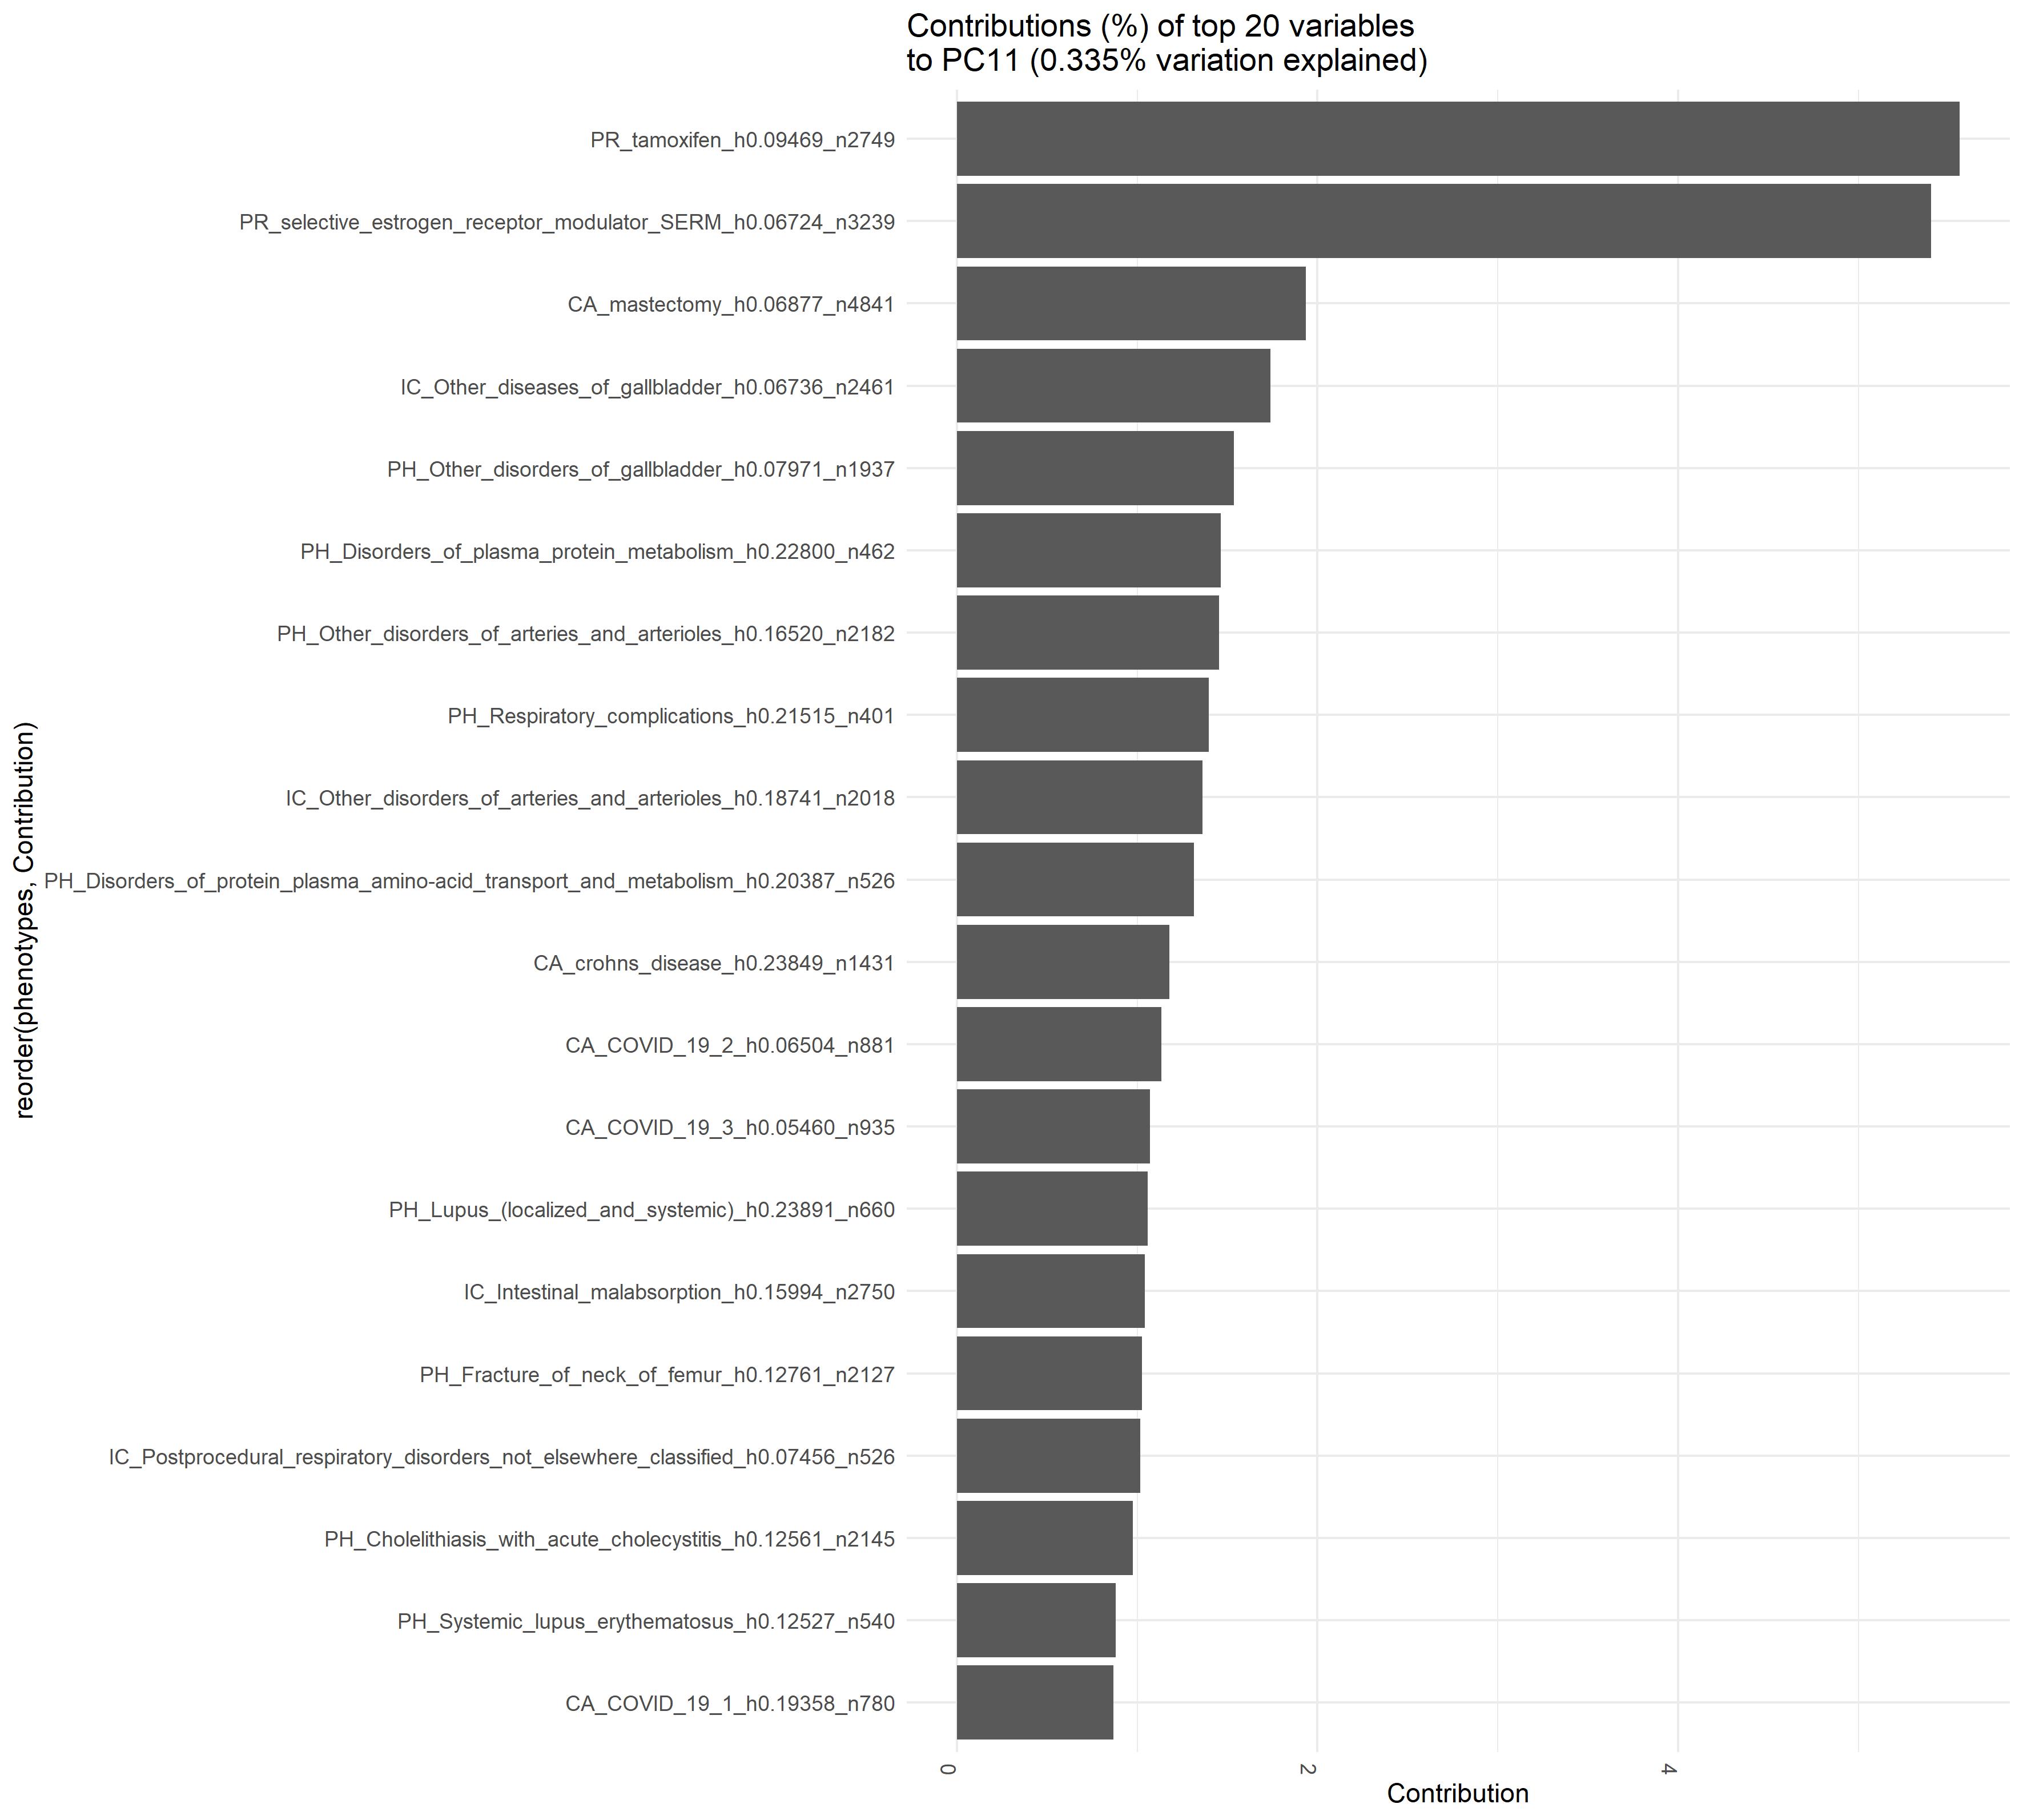 Contributions (%) of top 20 variables
to PC11 (0.335% variation explained)
PR_tamoxifen_h0.09469_n2749
PR_selective_estrogen_receptor_modulator_SERM_h0.06724_n3239
CA_mastectomy_h0.06877_n4841
IC_Other_diseases_of_gallbladder_h0.06736_n2461
PH_Other_disorders_of_gallbladder_h0.07971_n1937
PH_Disorders_of_plasma_protein_metabolism_h0.22800_n462
PH_Other_disorders_of_arteries_and_arterioles_h0.16520_n2182
PH_Respiratory_complications_h0.21515_n401
IC_Other_disorders_of_arteries_and_arterioles_h0.18741_n2018
PH_Disorders_of_protein_plasma_amino-acid_transport_and_metabolism_h0.20387_n526
CA_crohns_disease_h0.23849_n1431
CA_COVID_19_2_h0.06504_n881
CA_COVID_19_3_h0.05460_n935
PH_Lupus_(localized_and_systemic)_h0.23891_n660
IC_Intestinal_malabsorption_h0.15994_n2750
PH_Fracture_of_neck_of_femur_h0.12761_n2127
IC_Postprocedural_respiratory_disorders_not_elsewhere_classified_h0.07456_n526
PH_Cholelithiasis_with_acute_cholecystitis_h0.12561_n2145
PH_Systemic_lupus_erythematosus_h0.12527_n540
CA_COVID_19_1_h0.19358_n780
reorder(phenotypes, Contribution)
0
2
4
Contribution